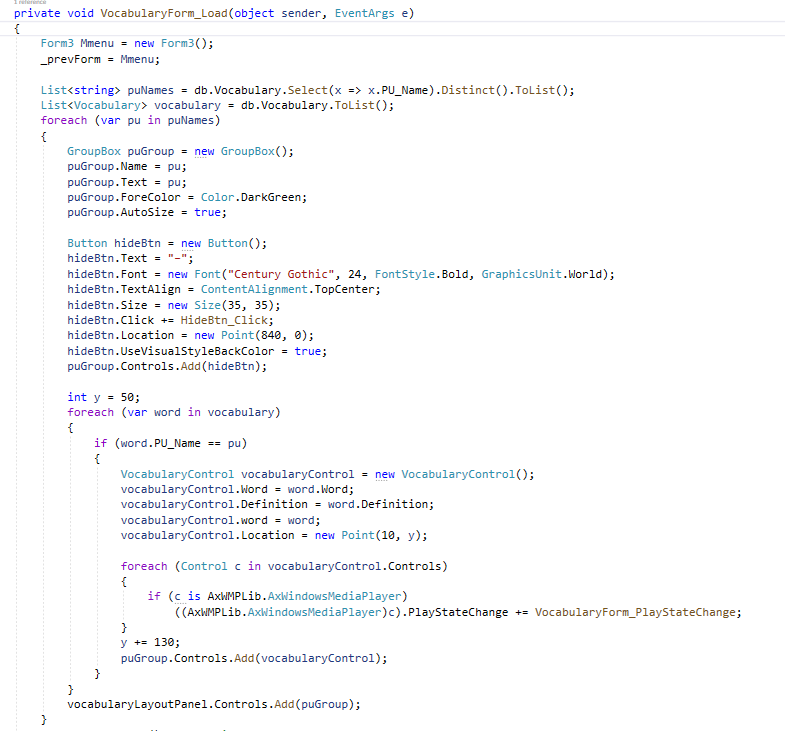 1 reference
private void VocabularyForm_Load(object sender, EventArgs e)
{
    Form3 Mmenu = new Form3();
    _prevForm = Mmenu;

    List<string> puNames = db.Vocabulary.Select(x => x.PU_Name).Distinct().ToList();
    List<Vocabulary> vocabulary = db.Vocabulary.ToList();
    foreach (var pu in puNames)
    {
        GroupBox puGroup = new GroupBox();
        puGroup.Name = pu;
        puGroup.Text = pu;
        puGroup.ForeColor = Color.DarkGreen;
        puGroup.AutoSize = true;

        Button hideBtn = new Button();
        hideBtn.Text = "-";
        hideBtn.Font = new Font("Century Gothic", 24, FontStyle.Bold, GraphicsUnit.World);
        hideBtn.TextAlign = ContentAlignment.TopCenter;
        hideBtn.Size = new Size(35, 35);
        hideBtn.Click += HideBtn_Click;
        hideBtn.Location = new Point(840, 0);
        hideBtn.UseVisualStyleBackColor = true;
        puGroup.Controls.Add(hideBtn);

        int y = 50;
        foreach (var word in vocabulary)
        {
            if (word.PU_Name == pu)
            {
                VocabularyControl vocabularyControl = new VocabularyControl();
                vocabularyControl.Word = word.Word;
                vocabularyControl.Definition = word.Definition;
                vocabularyControl.word = word;
                vocabularyControl.Location = new Point(10, y);

                foreach (Control c in vocabularyControl.Controls)
                {
                    if (c is AxWMPLib.AxWindowsMediaPlayer)
                        ((AxWMPLib.AxWindowsMediaPlayer)c).PlayStateChange += VocabularyForm_PlayStateChange;
                }
                y += 130;
                puGroup.Controls.Add(vocabularyControl);
            }
        }
        vocabularyLayoutPanel.Controls.Add(puGroup);
    }